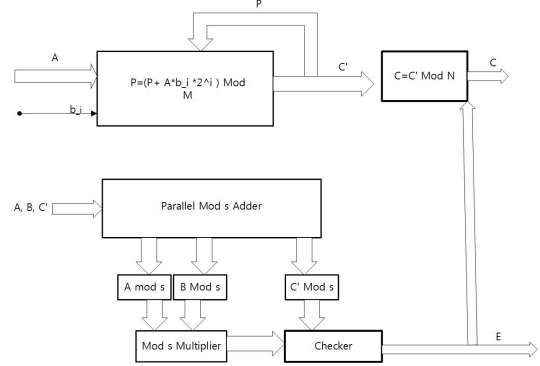 P
A
C'
C
P=(P+ A*b_i *2^i ) Mod
M
C=C' Mod N
b_i
A, B, C'
Parallel Mod s Adder
A mod s
B Mod s
C' Mod s
Mod s Multiplier
Checker
E